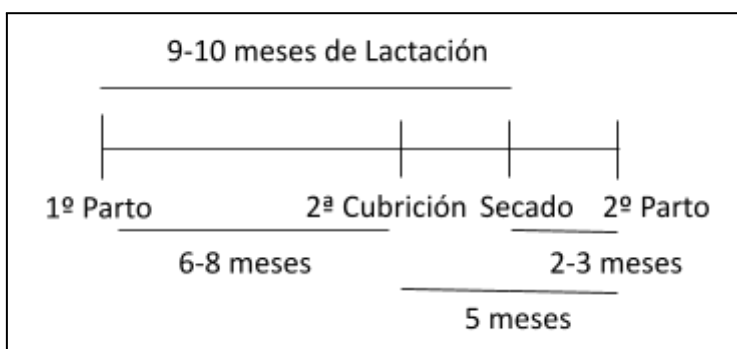 9-10 meses de Lactación
1º Parto 2ª Cubrición Secado 2º Parto
6-8 meses 2-3 meses
5 meses